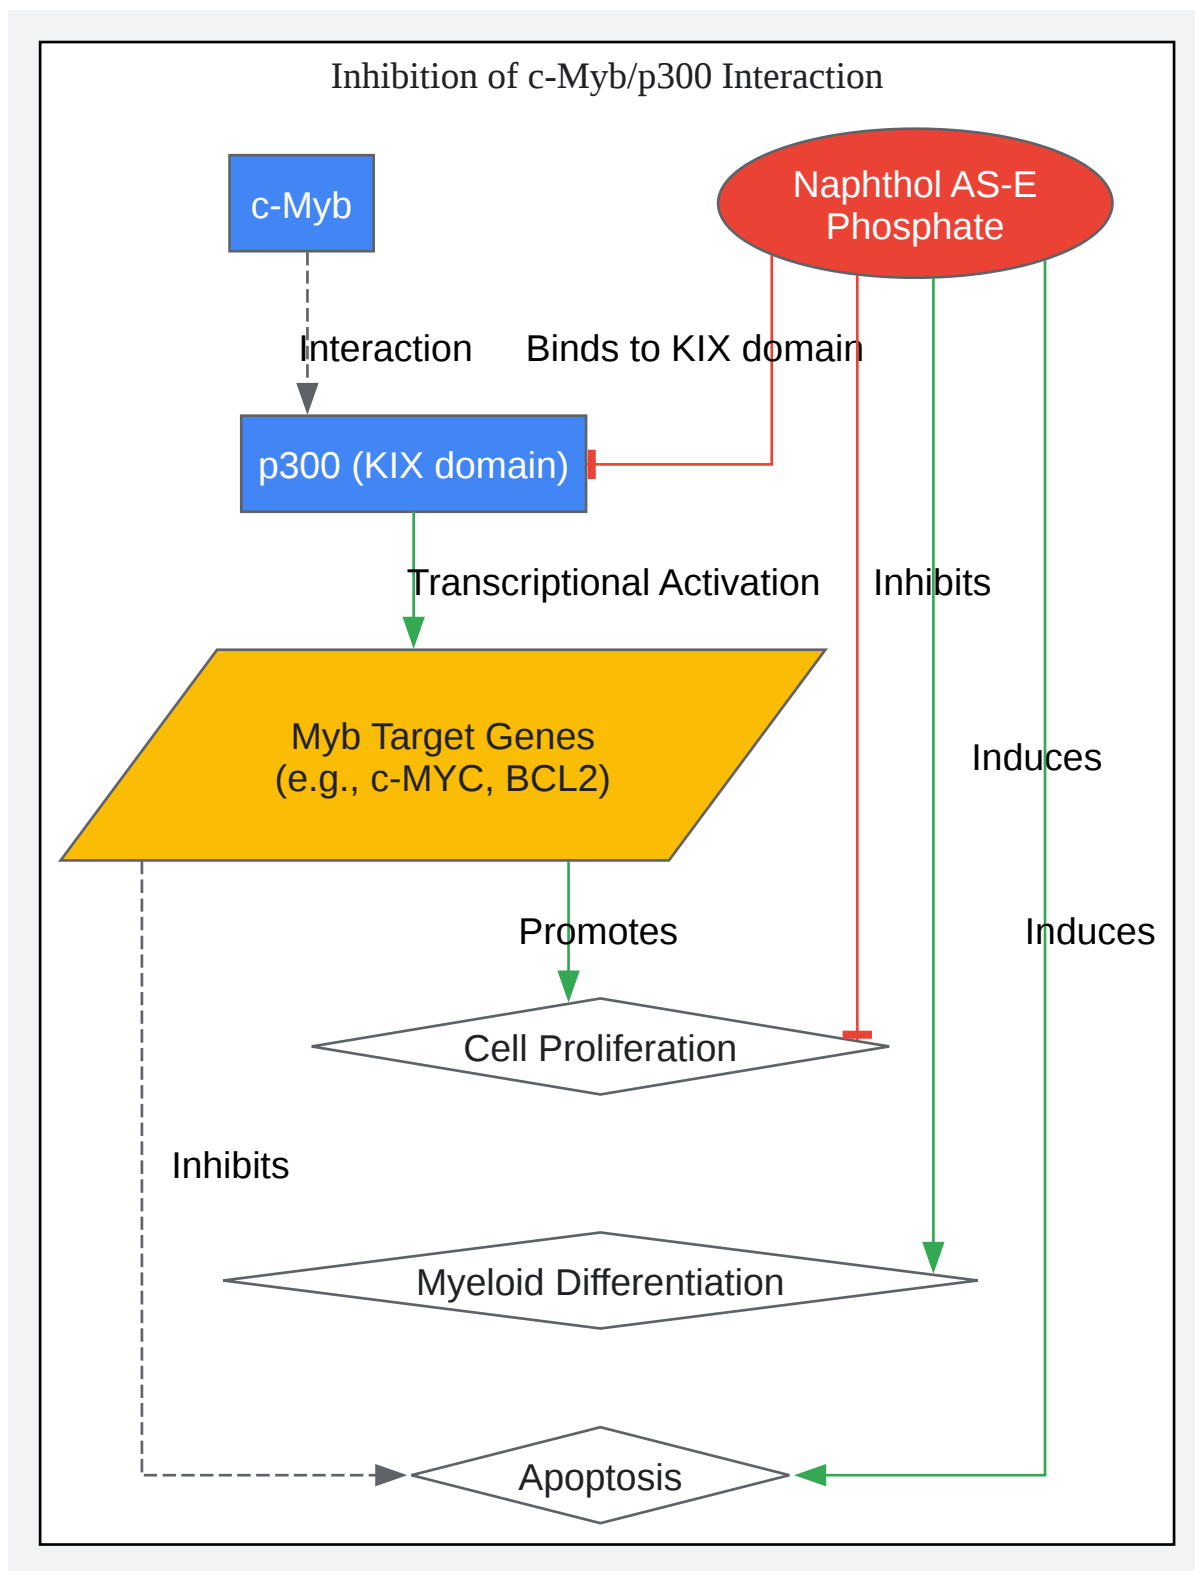 Inhibition of c-Myb/p300 Interaction
c-Myb
Naphthol AS-E
Phosphate
Interaction
Binds to KIX domain
p300 (KIX domain)
Transcriptional Activation
Inhibits
Myb Target Genes
(e.g., c-MYC, BCL2)
Induces
Promotes
Induces
Cell Proliferation
Inhibits
Myeloid Differentiation
Apoptosis